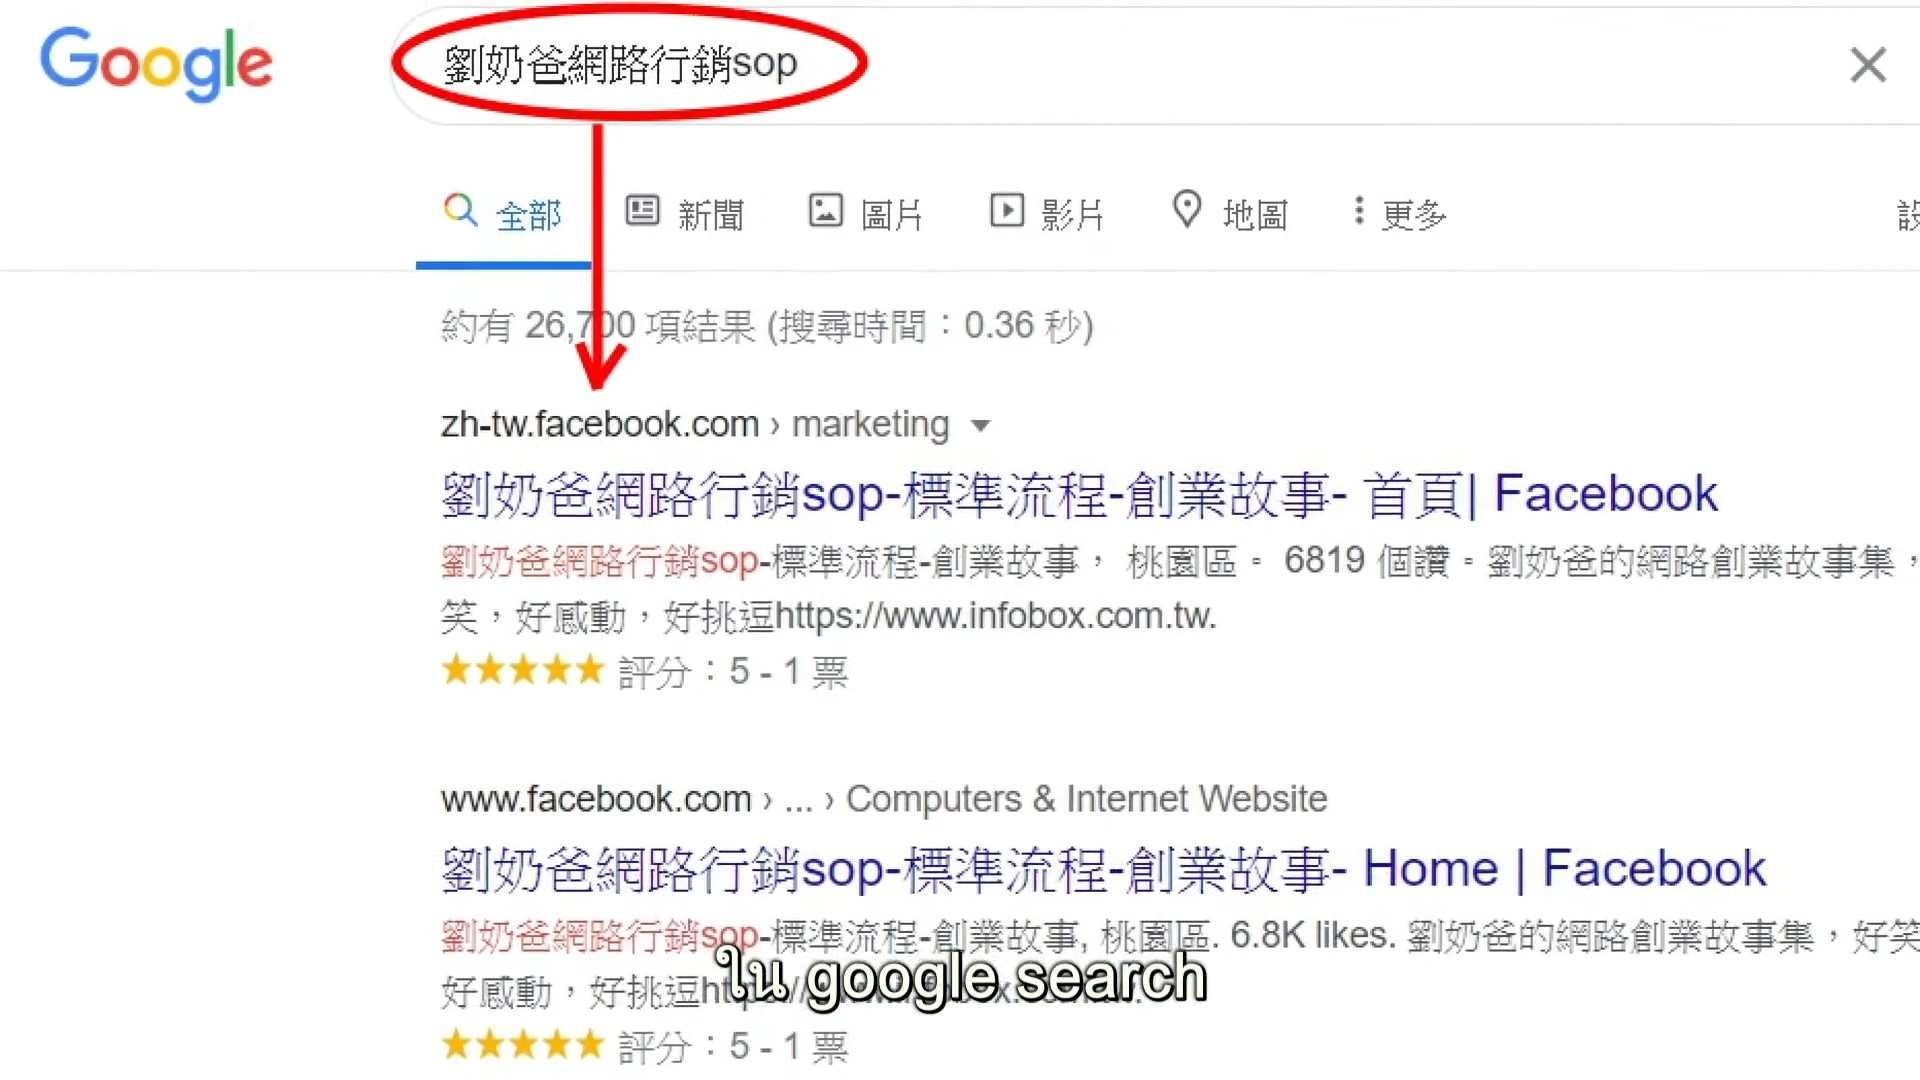 Google
劉奶爸網路行銷sop
全部 新聞 圖片 影片 地圖 更多 設
約有 26,700 項結果 (搜尋時間：0.36 秒)
zh-tw.facebook.com › marketing
劉奶爸網路行銷sop-標準流程-創業故事- 首頁| Facebook
劉奶爸網路行銷sop-標準流程-創業故事， 桃園區。 6819 個讚。劉奶爸的網路創業故事集，
笑，好感動，好挑逗https://www.infobox.com.tw.
評分：5 - 1 票
www.facebook.com › ... › Computers & Internet Website
劉奶爸網路行銷sop-標準流程-創業故事- Home | Facebook
劉奶爸網路行銷sop-標準流程-創業故事, 桃園區. 6.8K likes. 劉奶爸的網路創業故事集，好笑
好感動，好挑逗
ใน google search
評分：5 - 1 票